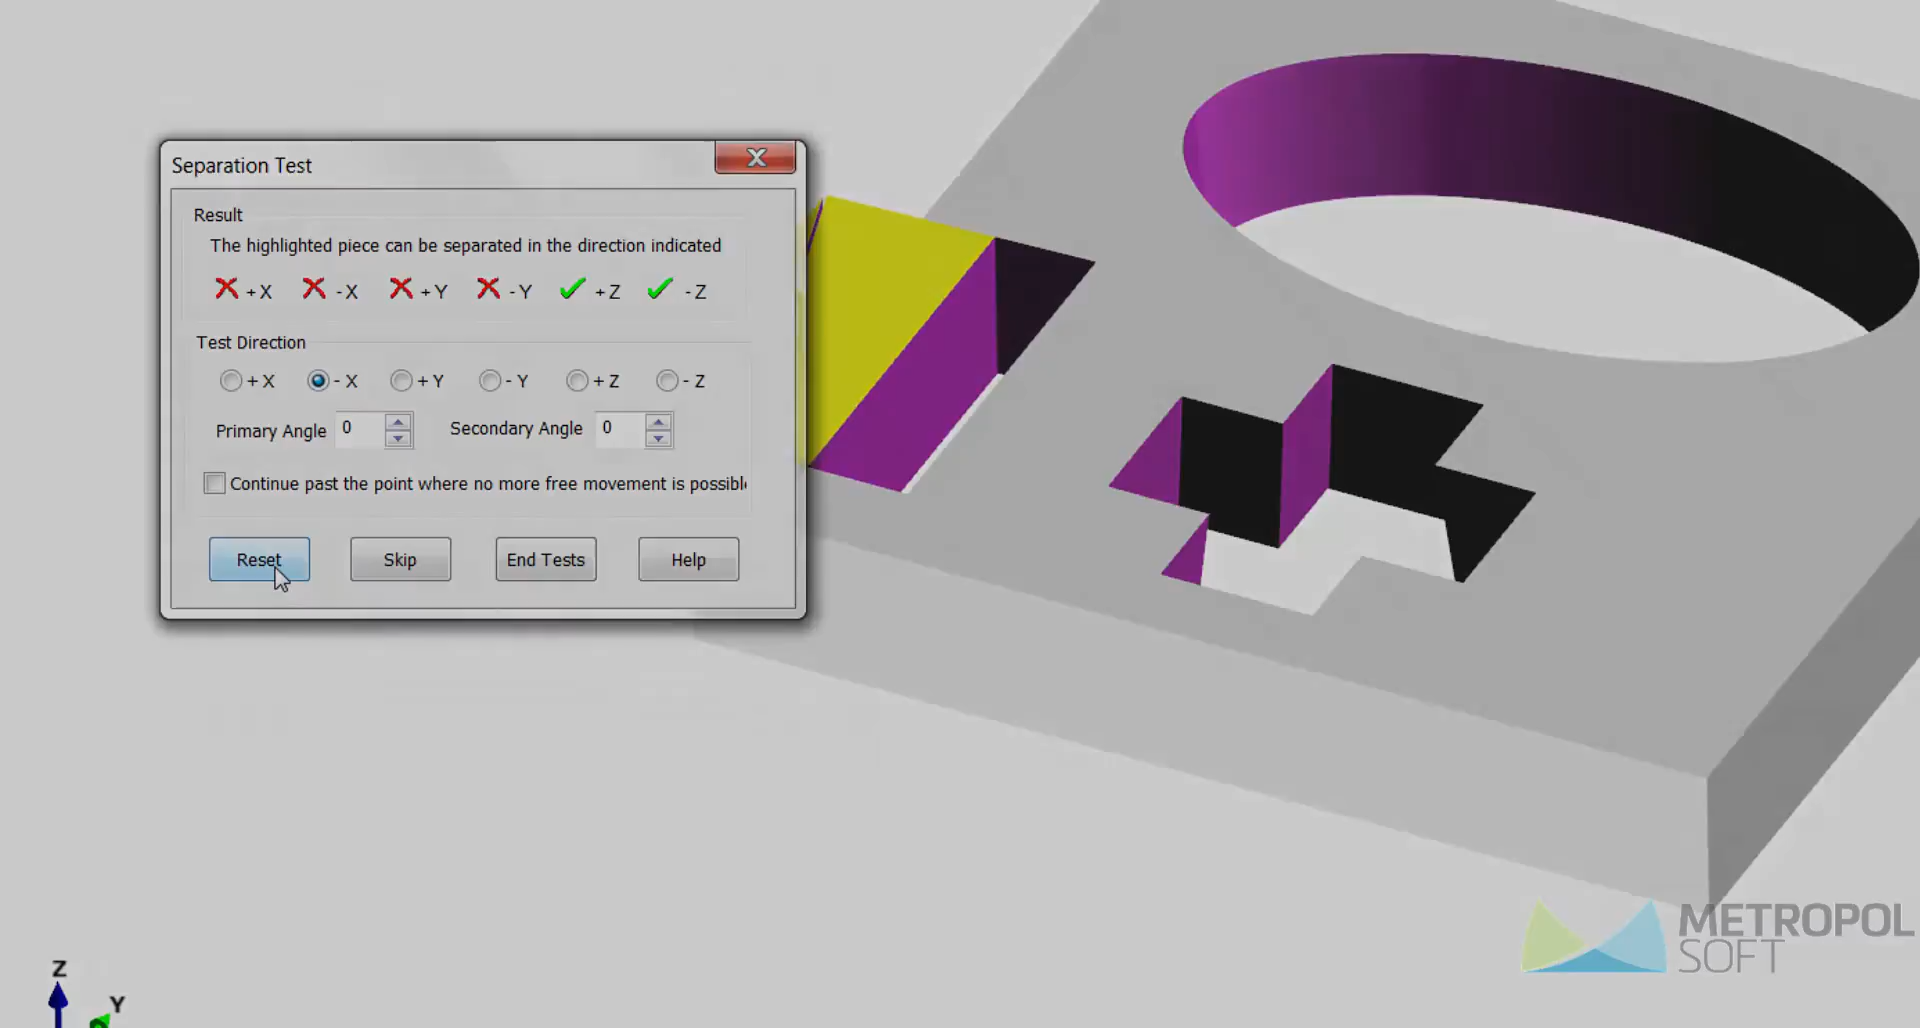 Separation Test
Result
The highlighted piece can be separated in the direction indicated
+ X - X + Y - Y + Z - Z
Test Direction
+ X - X + Y - Y + Z - Z
Primary Angle 0 Secondary Angle 0
Continue past the point where no more free movement is possibl
Reset Skip End Tests Help
METROPOL
SOFT
Z
Y